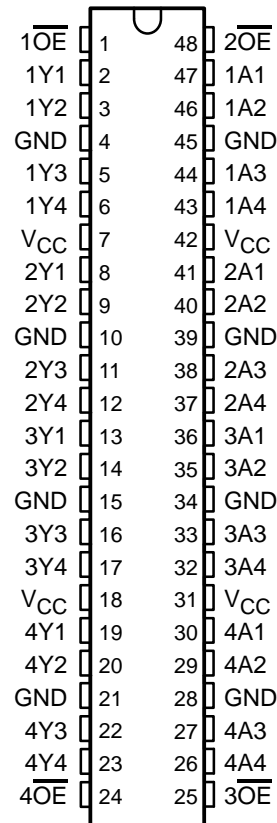 1O̅E̅ 1 48 2O̅E̅
1Y1 2 47 1A1
1Y2 3 46 1A2
GND 4 45 GND
1Y3 5 44 1A3
1Y4 6 43 1A4
VCC 7 42 VCC
2Y1 8 41 2A1
2Y2 9 40 2A2
GND 10 39 GND
2Y3 11 38 2A3
2Y4 12 37 2A4
3Y1 13 36 3A1
3Y2 14 35 3A2
GND 15 34 GND
3Y3 16 33 3A3
3Y4 17 32 3A4
VCC 18 31 VCC
4Y1 19 30 4A1
4Y2 20 29 4A2
GND 21 28 GND
4Y3 22 27 4A3
4Y4 23 26 4A4
4O̅E̅ 24 25 3O̅E̅